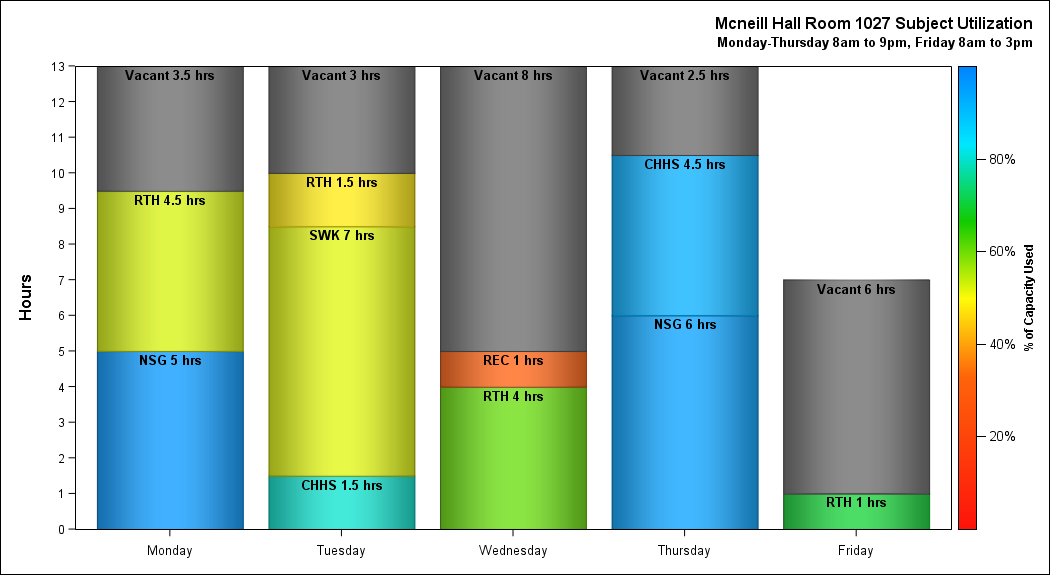 Mcneill Hall Room 1027 Subject Utilization
Monday-Thursday 8am to 9pm, Friday 8am to 3pm
13
12
11
10
9
8
7
6
5
4
3
2
1
0
Hours
Vacant 3.5 hrs
RTH 4.5 hrs
NSG 5 hrs
Vacant 3 hrs
RTH 1.5 hrs
SWK 7 hrs
CHHS 1.5 hrs
Vacant 8 hrs
REC 1 hrs
RTH 4 hrs
Vacant 2.5 hrs
CHHS 4.5 hrs
NSG 6 hrs
Vacant 6 hrs
RTH 1 hrs
Monday
Tuesday
Wednesday
Thursday
Friday
80%
60%
40%
20%
% of Capacity Used